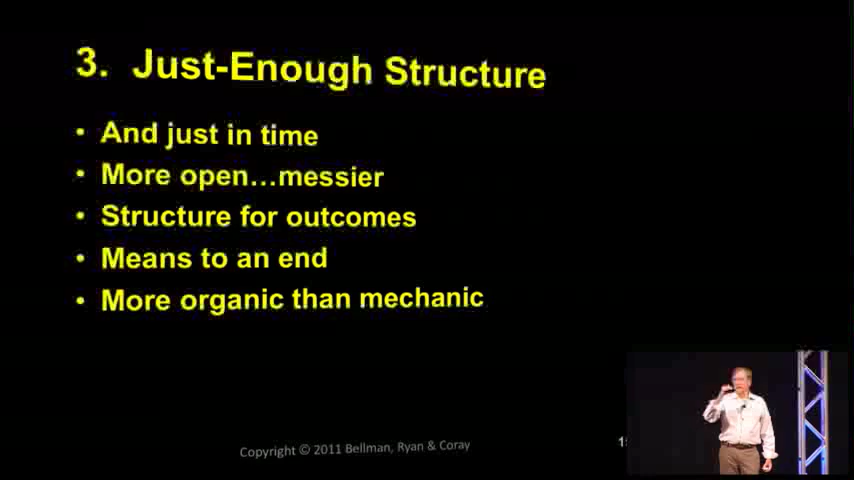 3. Just-Enough Structure
• And just in time
• More open...messier
• Structure for outcomes
• Means to an end
• More organic than mechanic
Copyright © 2011 Bellman, Ryan & Coray